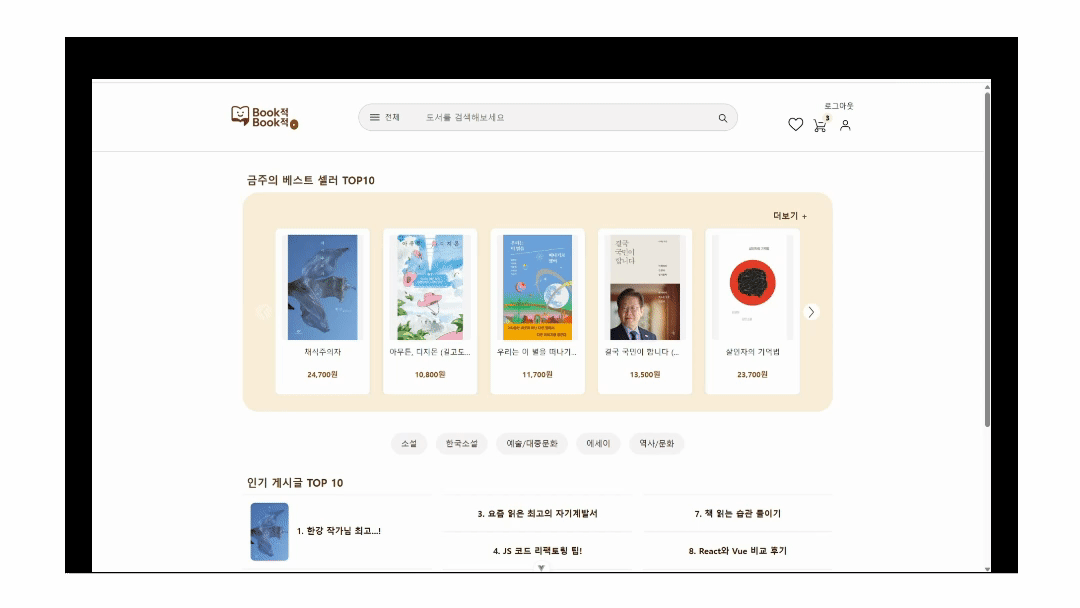 Book적
Book적
전체
도서를 검색해보세요
로그아웃
3
금주의 베스트 셀러 TOP10
더보기 +
결국
국민이
합니다
채식주의자
아무튼, 디지몬 (길고도...
우리는 이 별을 떠나기...
결국 국민이 합니다 (...
살인자의 기억법
24,700원
10,800원
11,700원
13,500원
23,700원
소설
한국소설
예술/대중문화
에세이
역사/문화
인기 게시글 TOP 10
1. 한강 작가님 최고...!
3. 요즘 읽은 최고의 자기계발서
7. 책 읽는 습관 들이기
4. JS 코드 리팩토링 팁!
8. React와 Vue 비교 후기